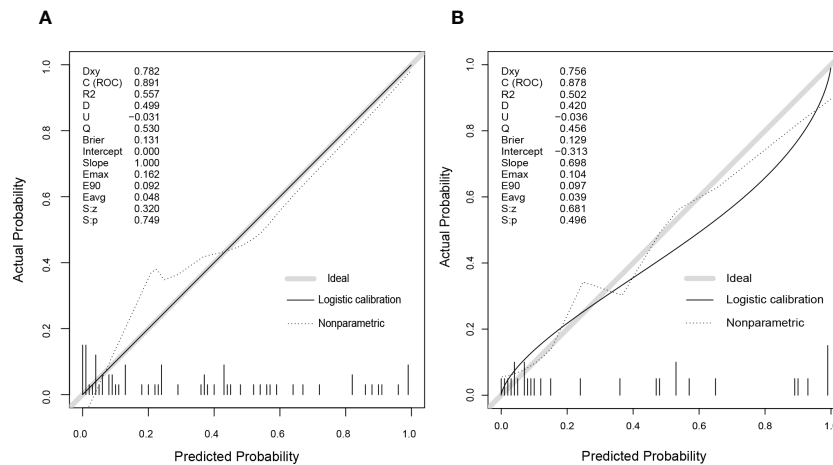 A
Dxy 0.782
C (ROC) 0.891
R2 0.557
D 0.499
U −0.031
Q 0.530
Brier 0.131
Intercept 0.000
Slope 1.000
Emax 0.162
E90 0.092
Eavg 0.048
S:z 0.320
S:p 0.749
Actual Probability
1.0
0.8
0.6
0.4
0.2
0.0
Ideal
Logistic calibration
Nonparametric
0.0 0.2 0.4 0.6 0.8 1.0
Predicted Probability
B
Dxy 0.756
C (ROC) 0.878
R2 0.502
D 0.420
U −0.036
Q 0.456
Brier 0.129
Intercept −0.313
Slope 0.698
Emax 0.104
E90 0.097
Eavg 0.039
S:z 0.681
S:p 0.496
Actual Probability
1.0
0.8
0.6
0.4
0.2
0.0
Ideal
Logistic calibration
Nonparametric
0.0 0.2 0.4 0.6 0.8 1.0
Predicted Probability